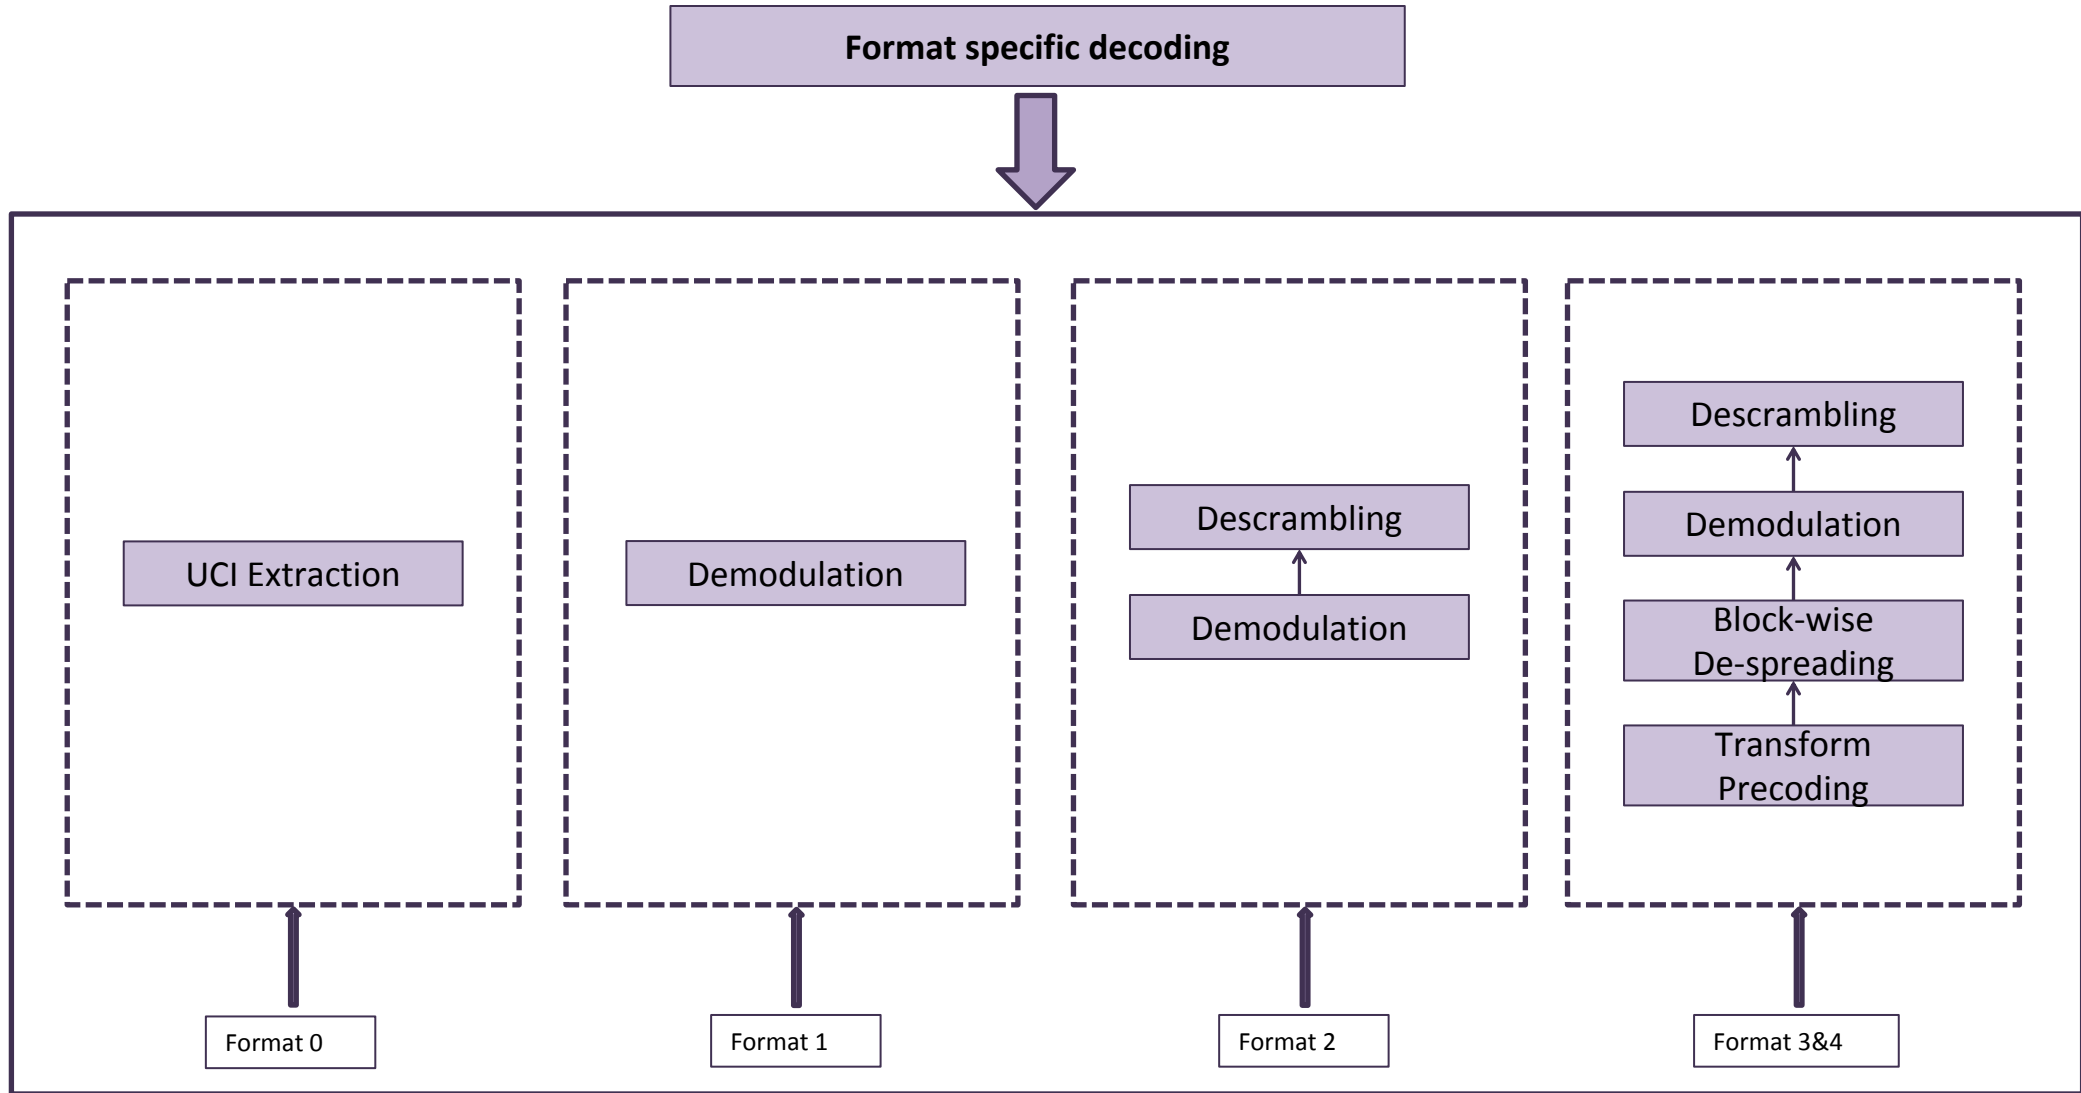 Format specific decoding
UCI Extraction
Demodulation
Descrambling
Demodulation
Descrambling
Demodulation
Block-wise
De-spreading
Transform
Precoding
Format 0
Format 1
Format 2
Format 3&4